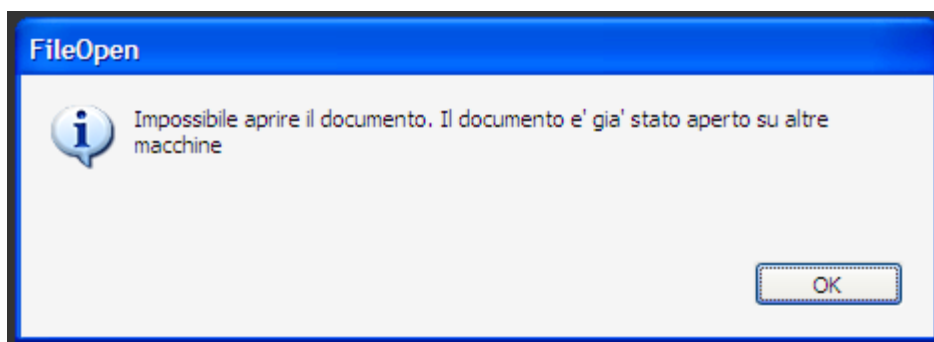 FileOpen
Impossibile aprire il documento. Il documento e' gia' stato aperto su altre
macchine
OK